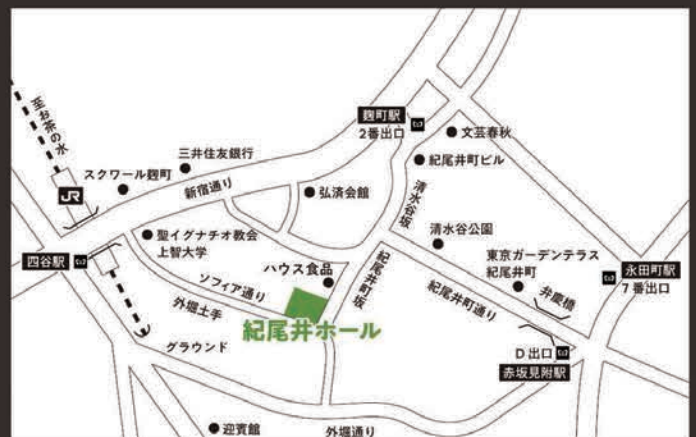 至お茶の水
JR
スクワール麹町
三井住友銀行
新宿通り
麹町駅
2番出口
文芸春秋
紀尾井町ビル
弘済会館
清水谷坂
清水谷公園
東京ガーデンテラス
紀尾井町
弁慶橋
永田町駅
7番出口
四谷駅
聖イグナチオ教会
上智大学
ハウス食品
ソフィア通り
外堀土手
紀尾井ホール
紀尾井町坂
紀尾井町通り
グラウンド
D出口
赤坂見附駅
迎賓館
外堀通り